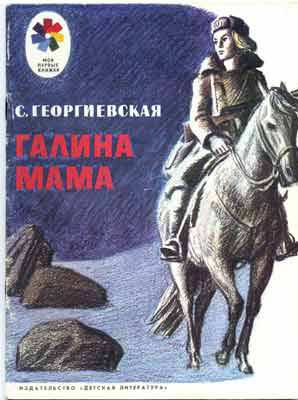 МОИ
ПЕРВЫЕ
КНИЖКИ
С. ГЕОРГИЕВСКАЯ
ГАЛИНА
МАМА
ИЗДАТЕЛЬСТВО «ДЕТСКАЯ ЛИТЕРАТУРА»